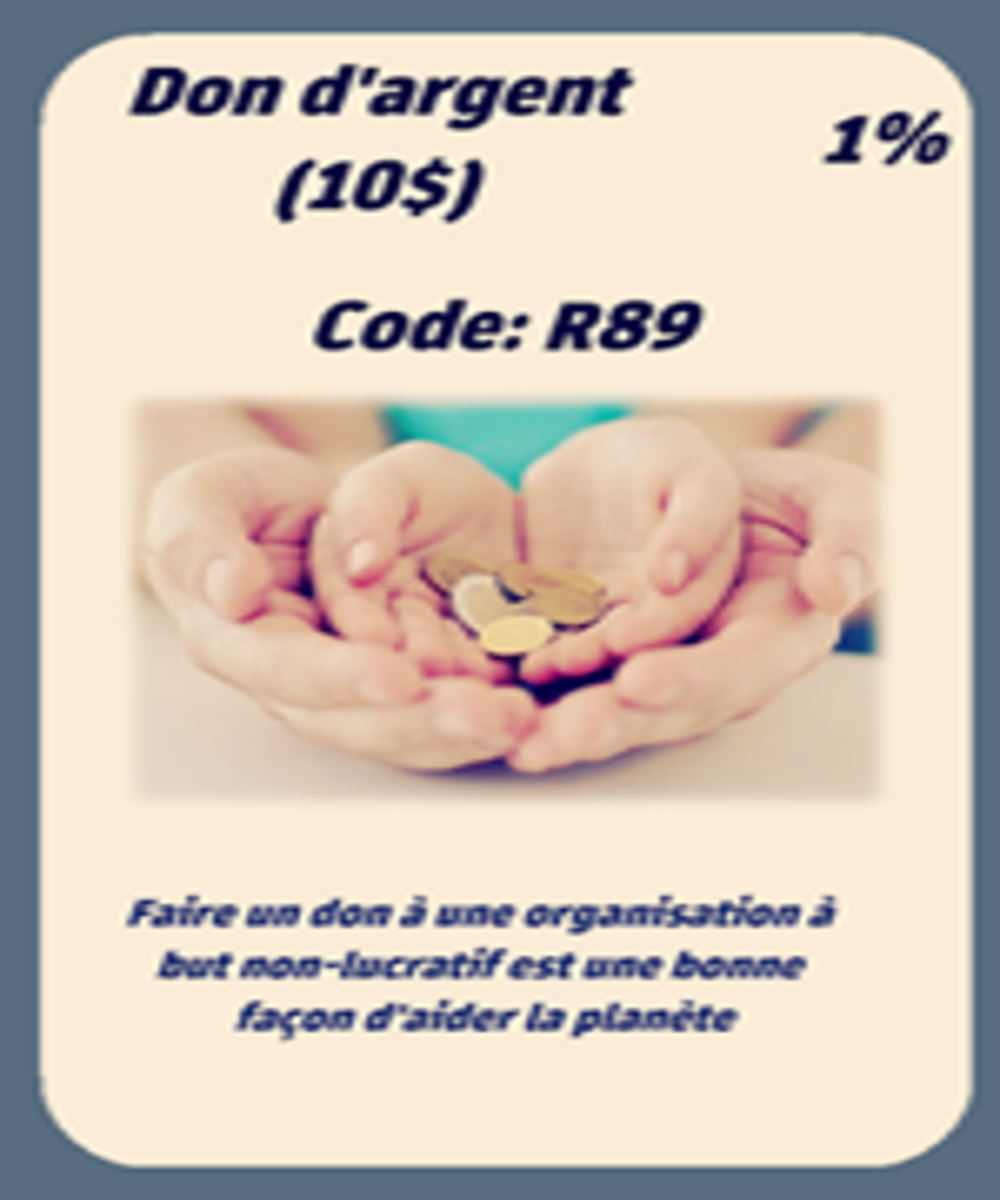 Don d'argent
(10$)
1%
Code: R89
Faire un don à une organisation à
but non-lucratif est une bonne
façon d'aider la planète